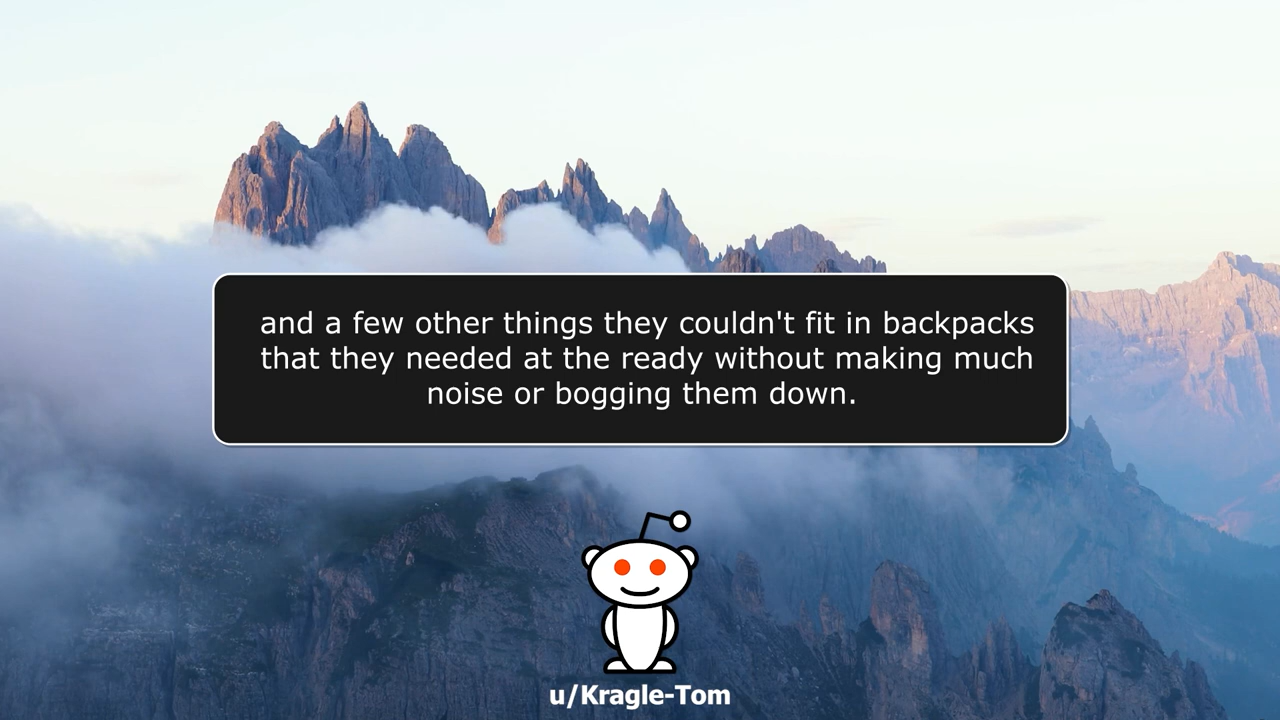 and a few other things they couldn't fit in backpacks
that they needed at the ready without making much
noise or bogging them down.
u/Kragle-Tom